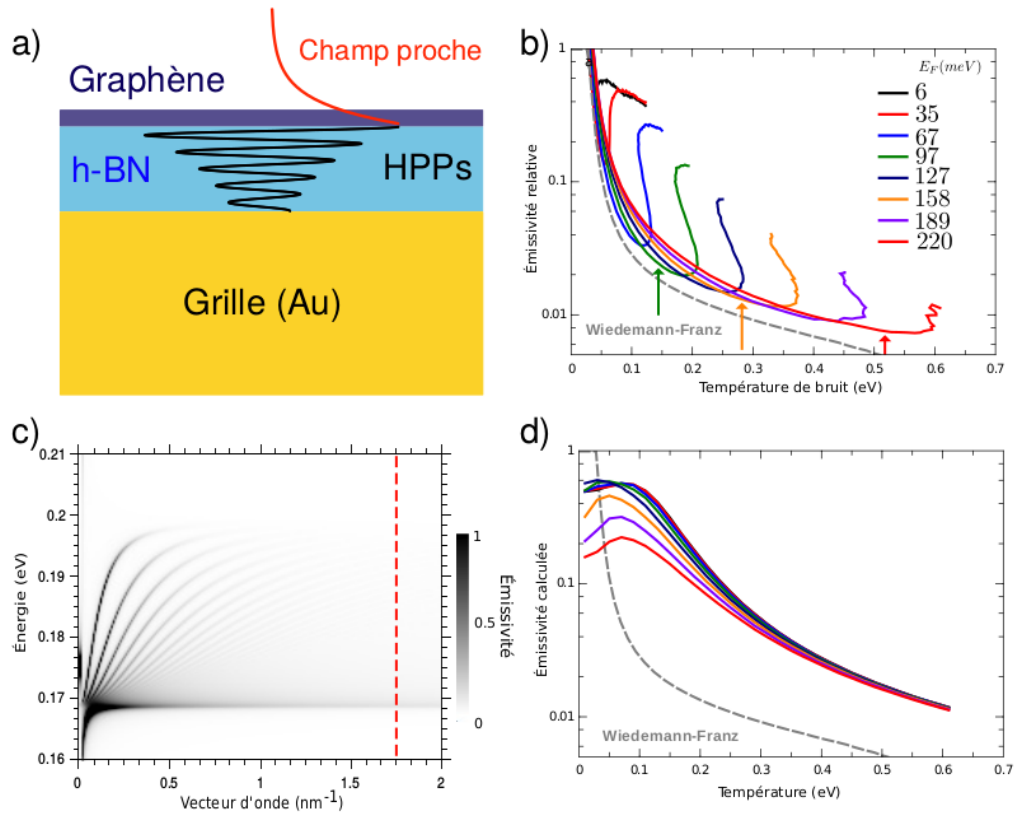 a)
Champ proche
Graphène
h-BN
HPPs
Grille (Au)
b)
Émissivité relative
1
0.1
0.01
E_F(meV)
6
35
67
97
127
158
189
220
Wiedemann-Franz
0 0.1 0.2 0.3 0.4 0.5 0.6 0.7
Température de bruit (eV)
c)
Énergie (eV)
0.21
0.2
0.19
0.18
0.17
0.16
0 0.5 1 1.5 2
Vecteur d'onde (nm-1)
1
0.5
0
Émissivité
d)
Émissivité calculée
1
0.1
0.01
Wiedemann-Franz
0 0.1 0.2 0.3 0.4 0.5 0.6 0.7
Température (eV)